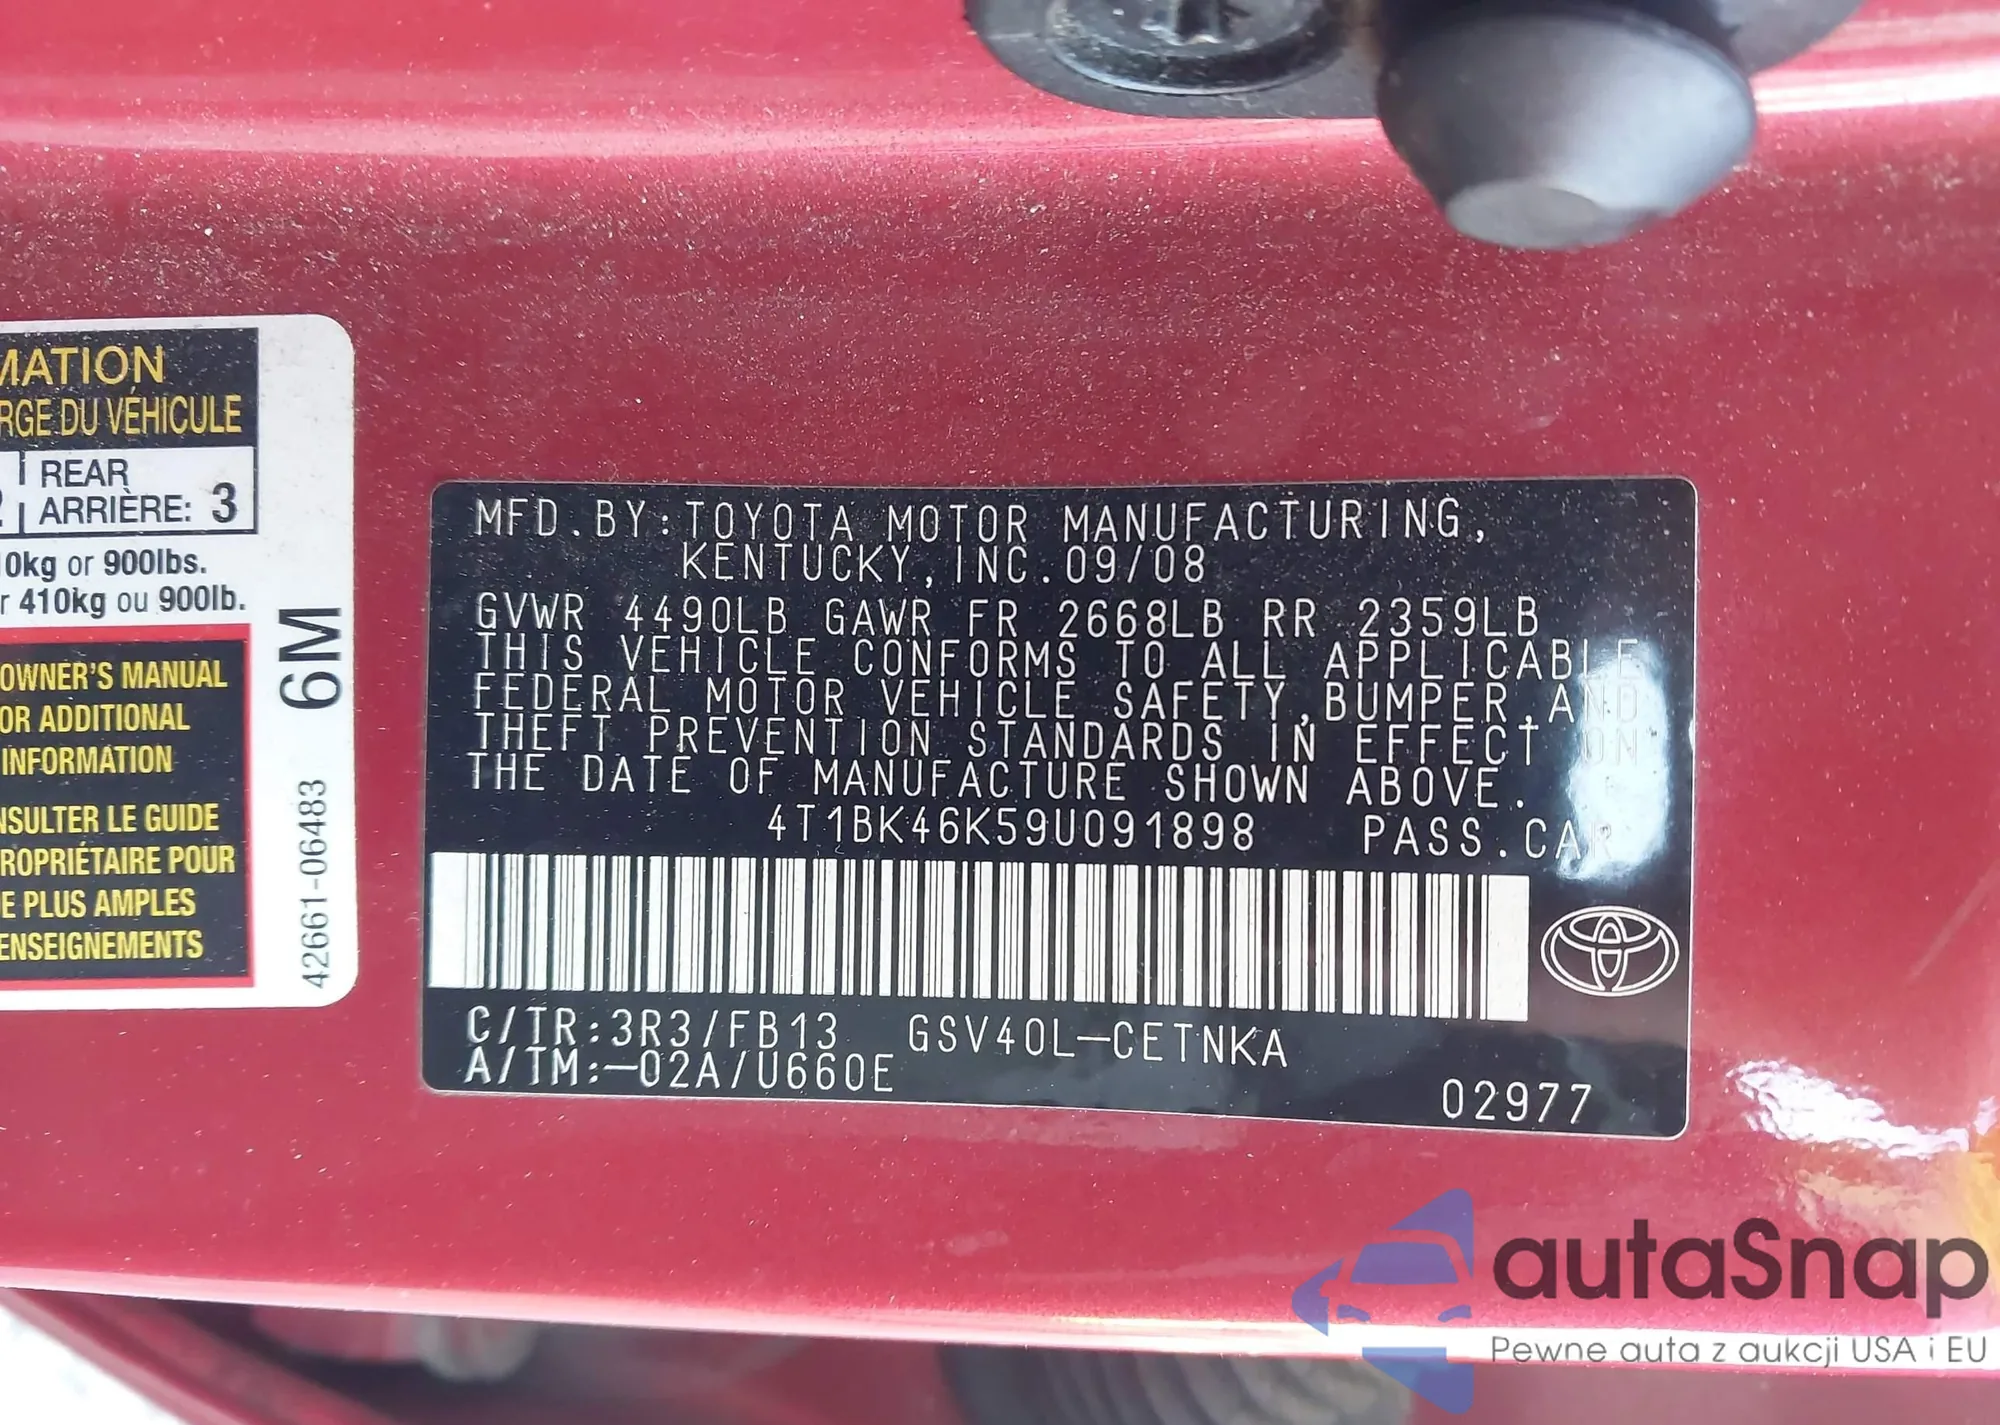 MATION
RGE DU VÉHICULE
REAR
ARRIÈRE: 3
0kg or 900lbs.
r 410kg ou 900lb.
OWNER'S MANUAL
OR ADDITIONAL
INFORMATION
NSULTER LE GUIDE
ROPRIÉTAIRE POUR
E PLUS AMPLES
ENSEIGNEMENTS
6M
42661-06483
MFD.BY:TOYOTA MOTOR MANUFACTURING,
KENTUCKY,INC.09/08
GVWR 4490LB GAWR FR 2668LB RR 2359LB
THIS VEHICLE CONFORMS TO ALL APPLICABLE
FEDERAL MOTOR VEHICLE SAFETY,BUMPER,AND
THEFT PREVENTION STANDARDS IN EFFECT ON
THE DATE OF MANUFACTURE SHOWN ABOVE.
4T1BK46K59U091898 PASS.CAR
C/TR:3R3/FB13 GSV40L-CETNKA
A/TM:-02A/U660E
02977
autaSnap
Pewne auta z aukcji USA i EU